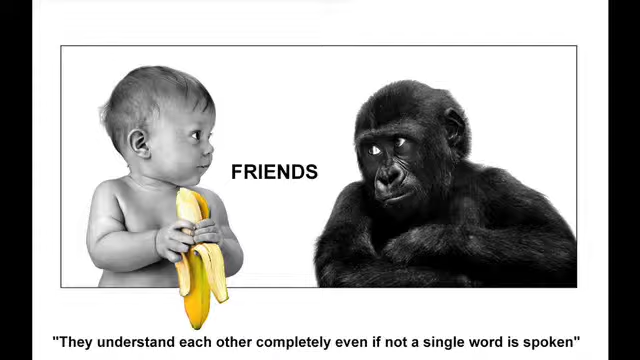 FRIENDS
"They understand each other completely even if not a single word is spoken"